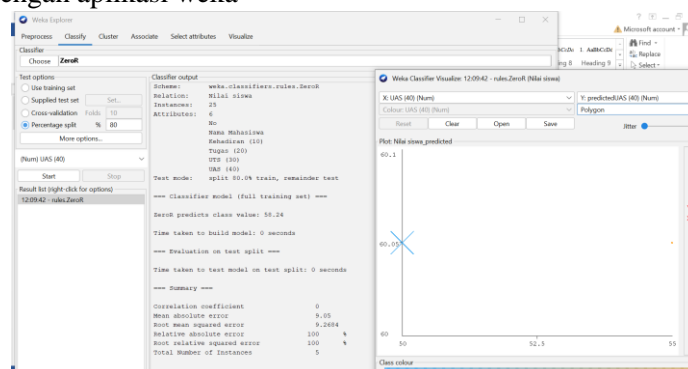 dengan aplikasi weka
Weka Explorer
Preprocess Classify Cluster Associate Select attributes Visualize
Classifier
Choose ZeroR
Test options
Use training set
Supplied test set Set...
Cross-validation Folds 10
Percentage split % 80
More options...
(Num) UAS (40)
Start Stop
Result list (right-click for options)
12:09:42 - rules.ZeroR
Classifier output
Scheme: weka.classifiers.rules.ZeroR
Relation: Nilai siswa
Instances: 25
Attributes: 6
No
Nama Mahasiswa
Kehadiran (10)
Tugas (20)
UTS (30)
UAS (40)
Test mode: split 80.0% train, remainder test
=== Classifier model (full training set) ===
ZeroR predicts class value: 58.24
Time taken to build model: 0 seconds
=== Evaluation on test split ===
Time taken to test model on test split: 0 seconds
=== Summary ===
Correlation coefficient 0
Mean absolute error 9.05
Root mean squared error 9.2684
Relative absolute error 100 %
Root relative squared error 100 %
Total Number of Instances 5
Microsoft account
Find
Replace
Select
ing 8 Heading 9
Weka Classifier Visualize: 12:09:42 - rules.ZeroR (Nilai siswa)
X: UAS (40) (Num) Y: predictedUAS (40) (Num)
Colour: UAS (40) (Num) Polygon
Reset Clear Open Save Jitter
Plot: Nilai siswa_predicted
60.1
60.05
60
50 52.5 55
Class colour